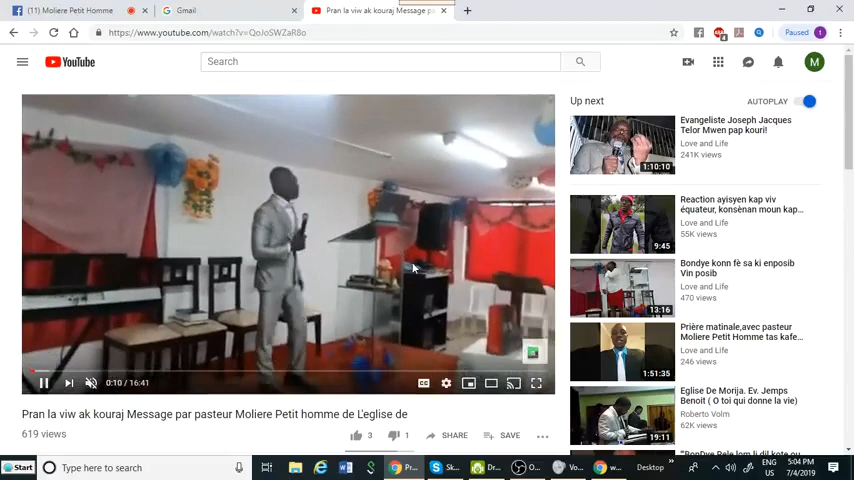 (11) Moliere Petit Homme
Gmail
Pran la viw ak kouraj Message pa
https://www.youtube.com/watch?v=QoJoSWZaR8o
Paused
YouTube
Search
M
Up next
AUTOPLAY
Evangeliste Joseph Jacques
Telor Mwen pap kouri!
Love and Life
241K views
1:10:10
Reaction ayisyen kap viv
équateur, konsènan moun kap...
Love and Life
55K views
9:45
Bondye konn fè sa ki enposib
Vin posib
Love and Life
470 views
13:16
Prière matinale,avec pasteur
Moliere Petit Homme tas kafe...
Love and Life
246 views
1:51:35
Eglise De Morija. Ev. Jemps
Benoit ( O toi qui donne la vie)
Roberto Volm
62K views
19:11
0:10 / 16:41
CC
Pran la viw ak kouraj Message par pasteur Moliere Petit homme de L'eglise de
619 views
3
1
SHARE
SAVE
Start
Type here to search
Pr...
Sk...
Dr...
O...
Vo...
w...
Desktop
ENG
US
5:04 PM
7/4/2019